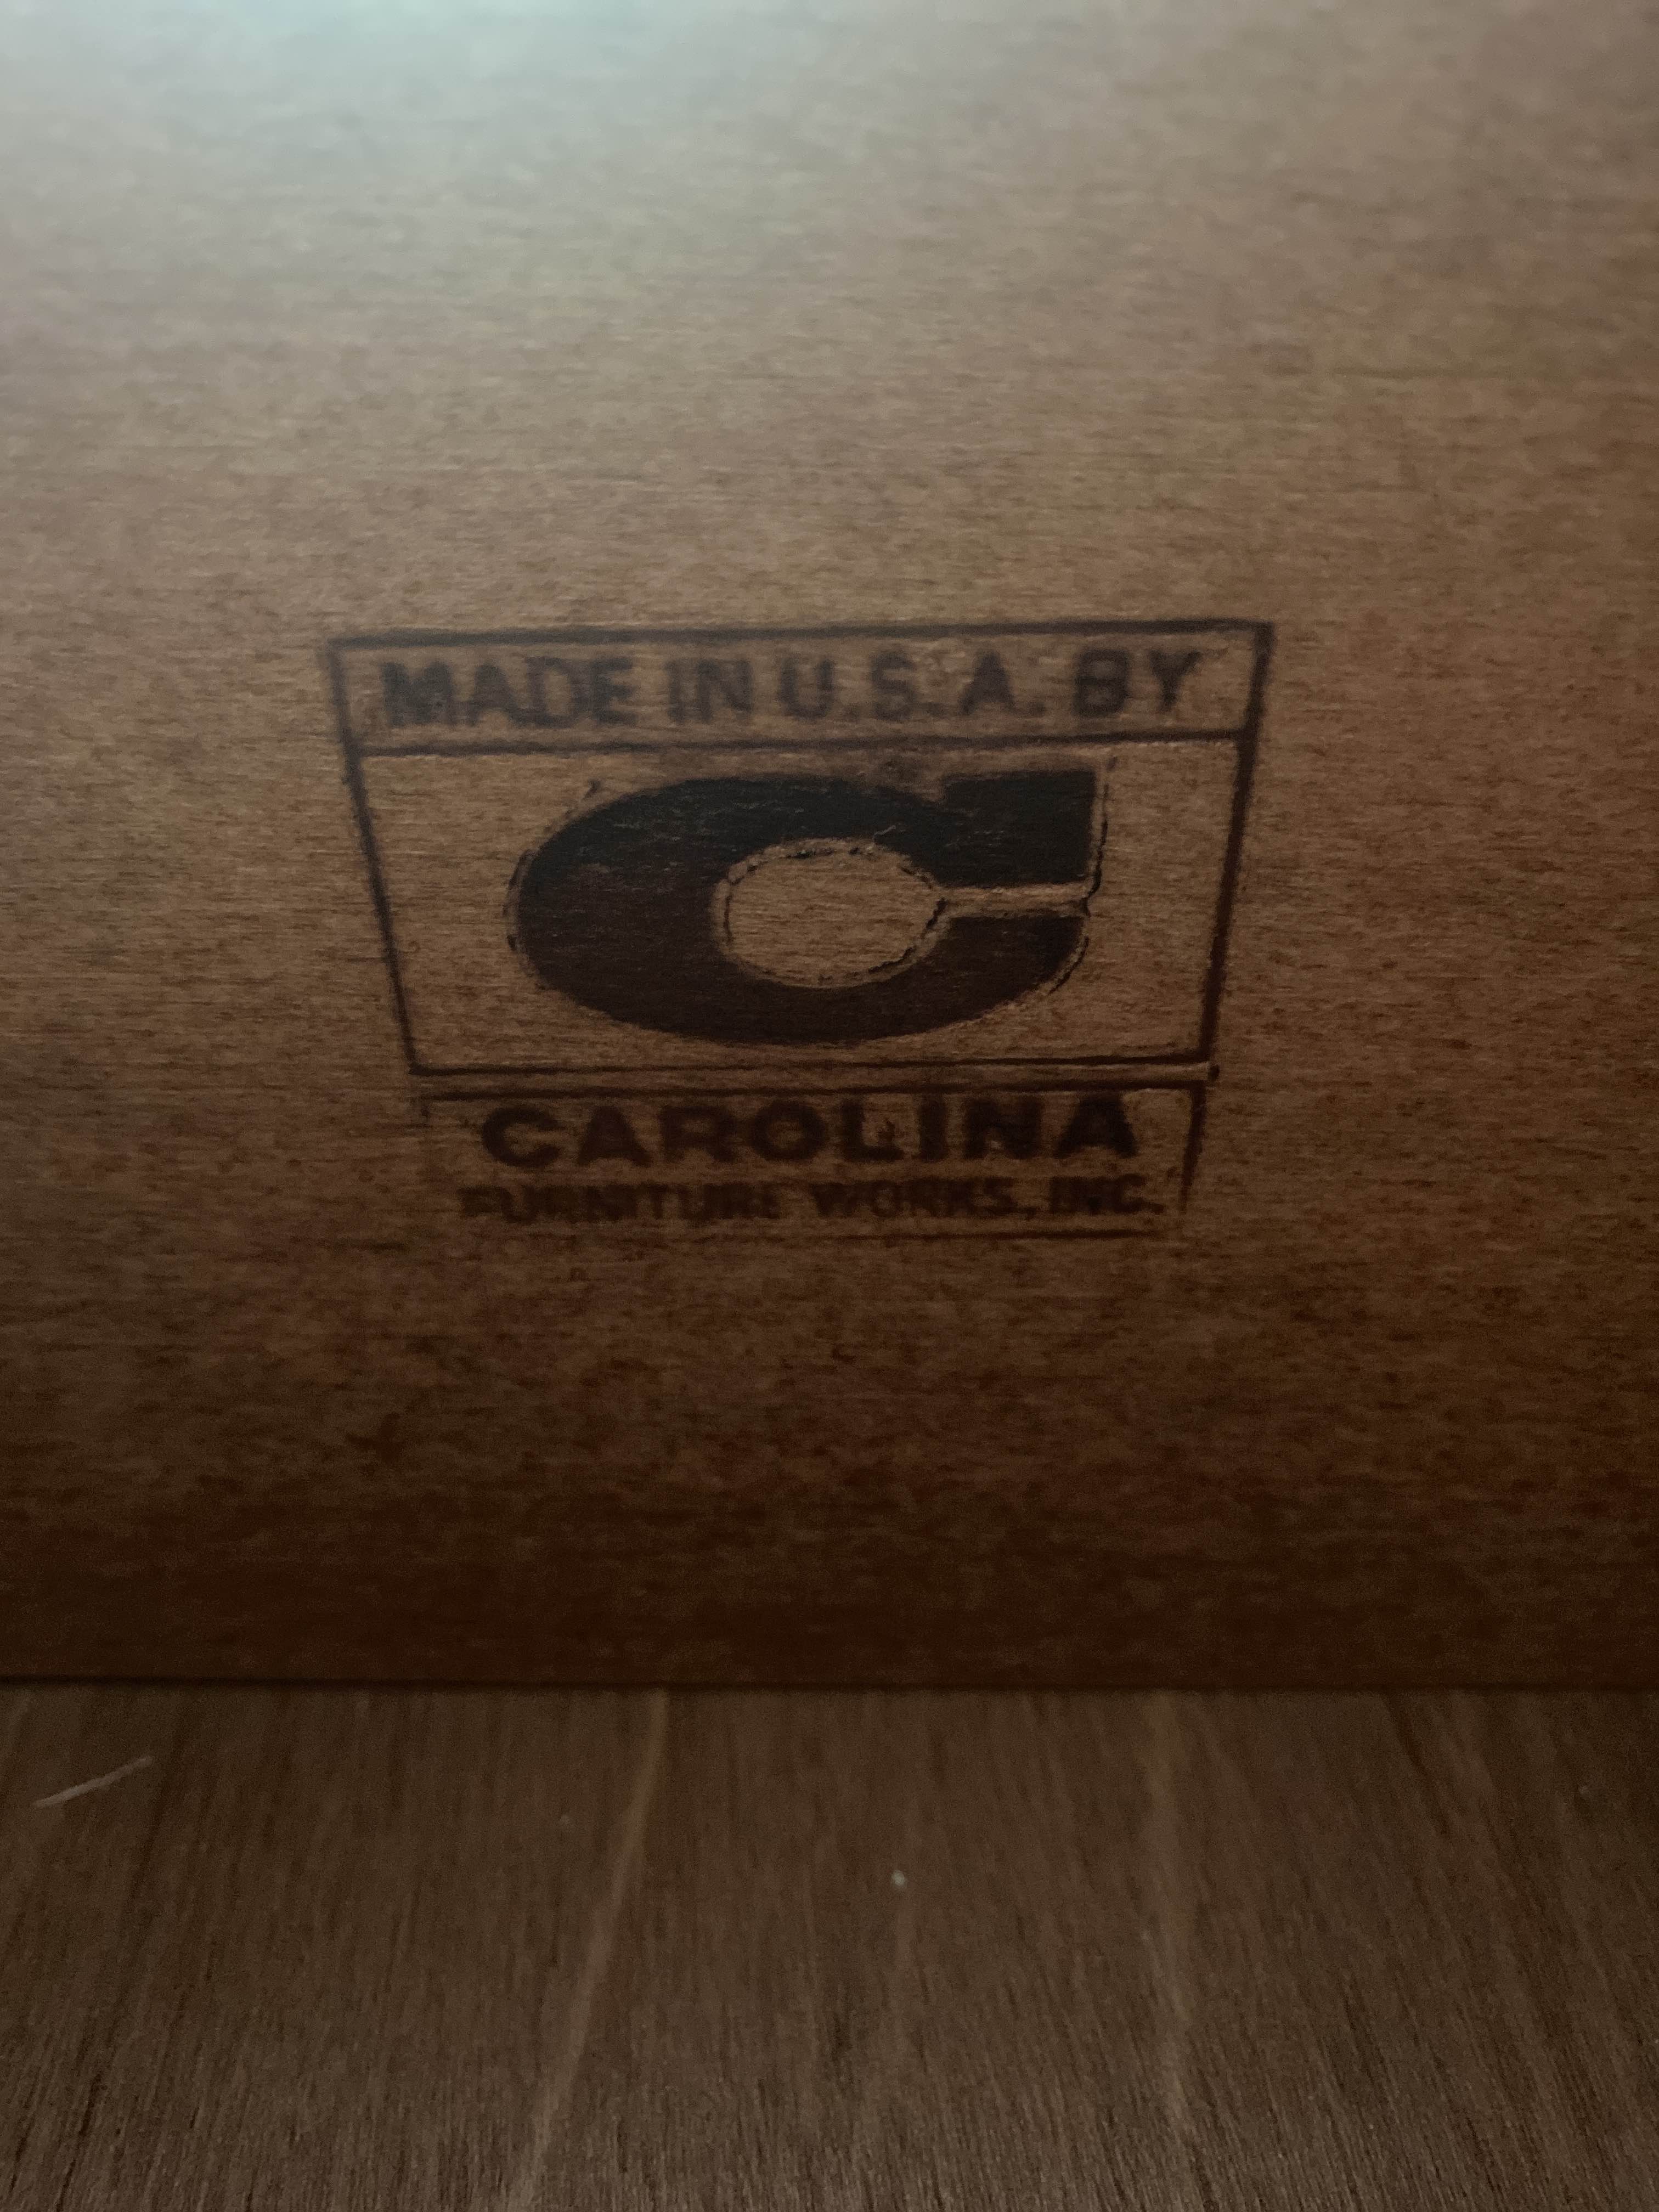 MADE IN U.S.A. BY
C
CAROLINA
FURNITURE WORKS, INC.